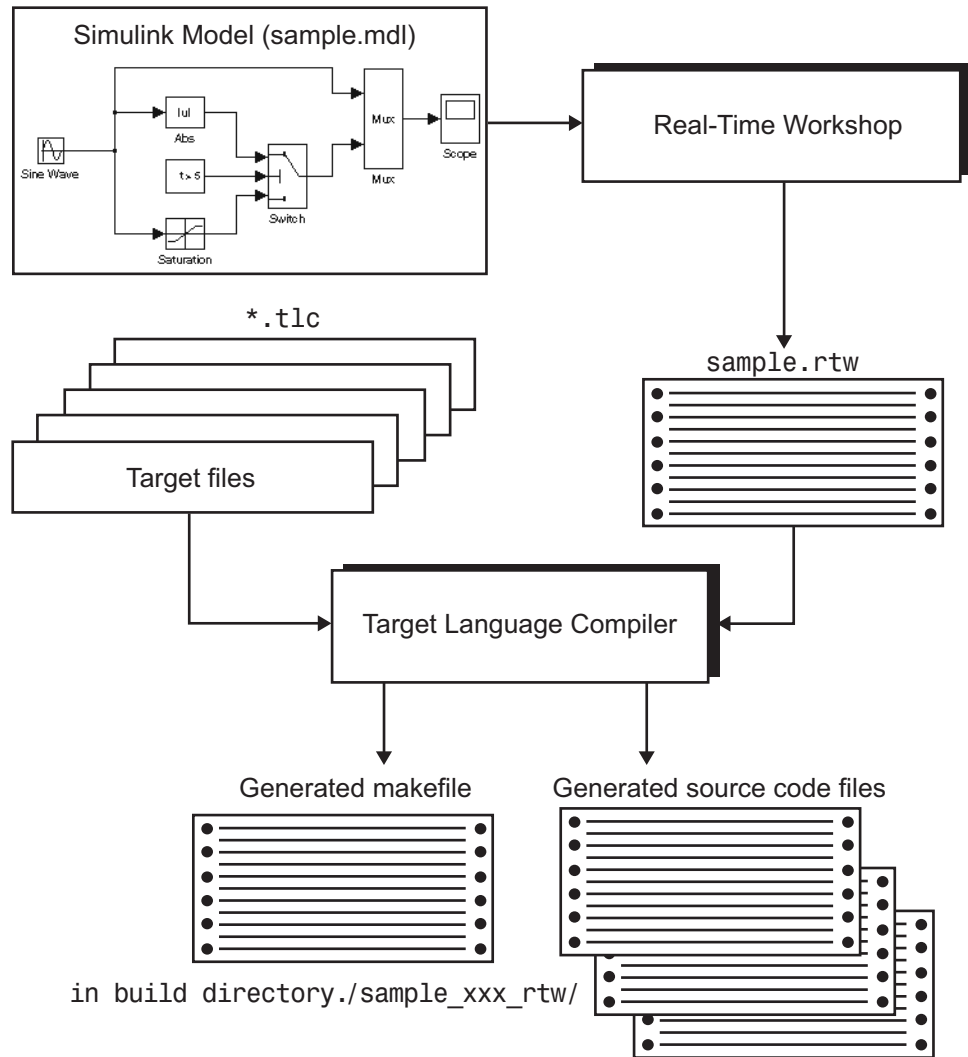 Simulink Model (sample.mdl)
|u|
Abs
Sine Wave
t> 5
Switch
Saturation
Mux
Mux
Scope
Real-Time Workshop
*.tlc
Target files
sample.rtw
Target Language Compiler
Generated makefile
Generated source code files
in build directory./sample_xxx_rtw/